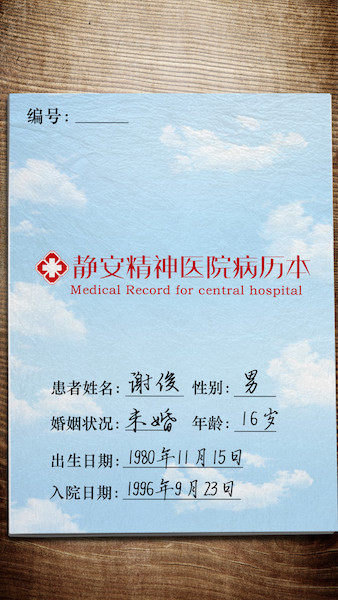 编号：
静安精神医院病历本
Medical Record for central hospital
患者姓名：谢俊 性别：男
婚姻状况：未婚 年龄：16岁
出生日期：1980年11月15日
入院日期：1996年9月23日